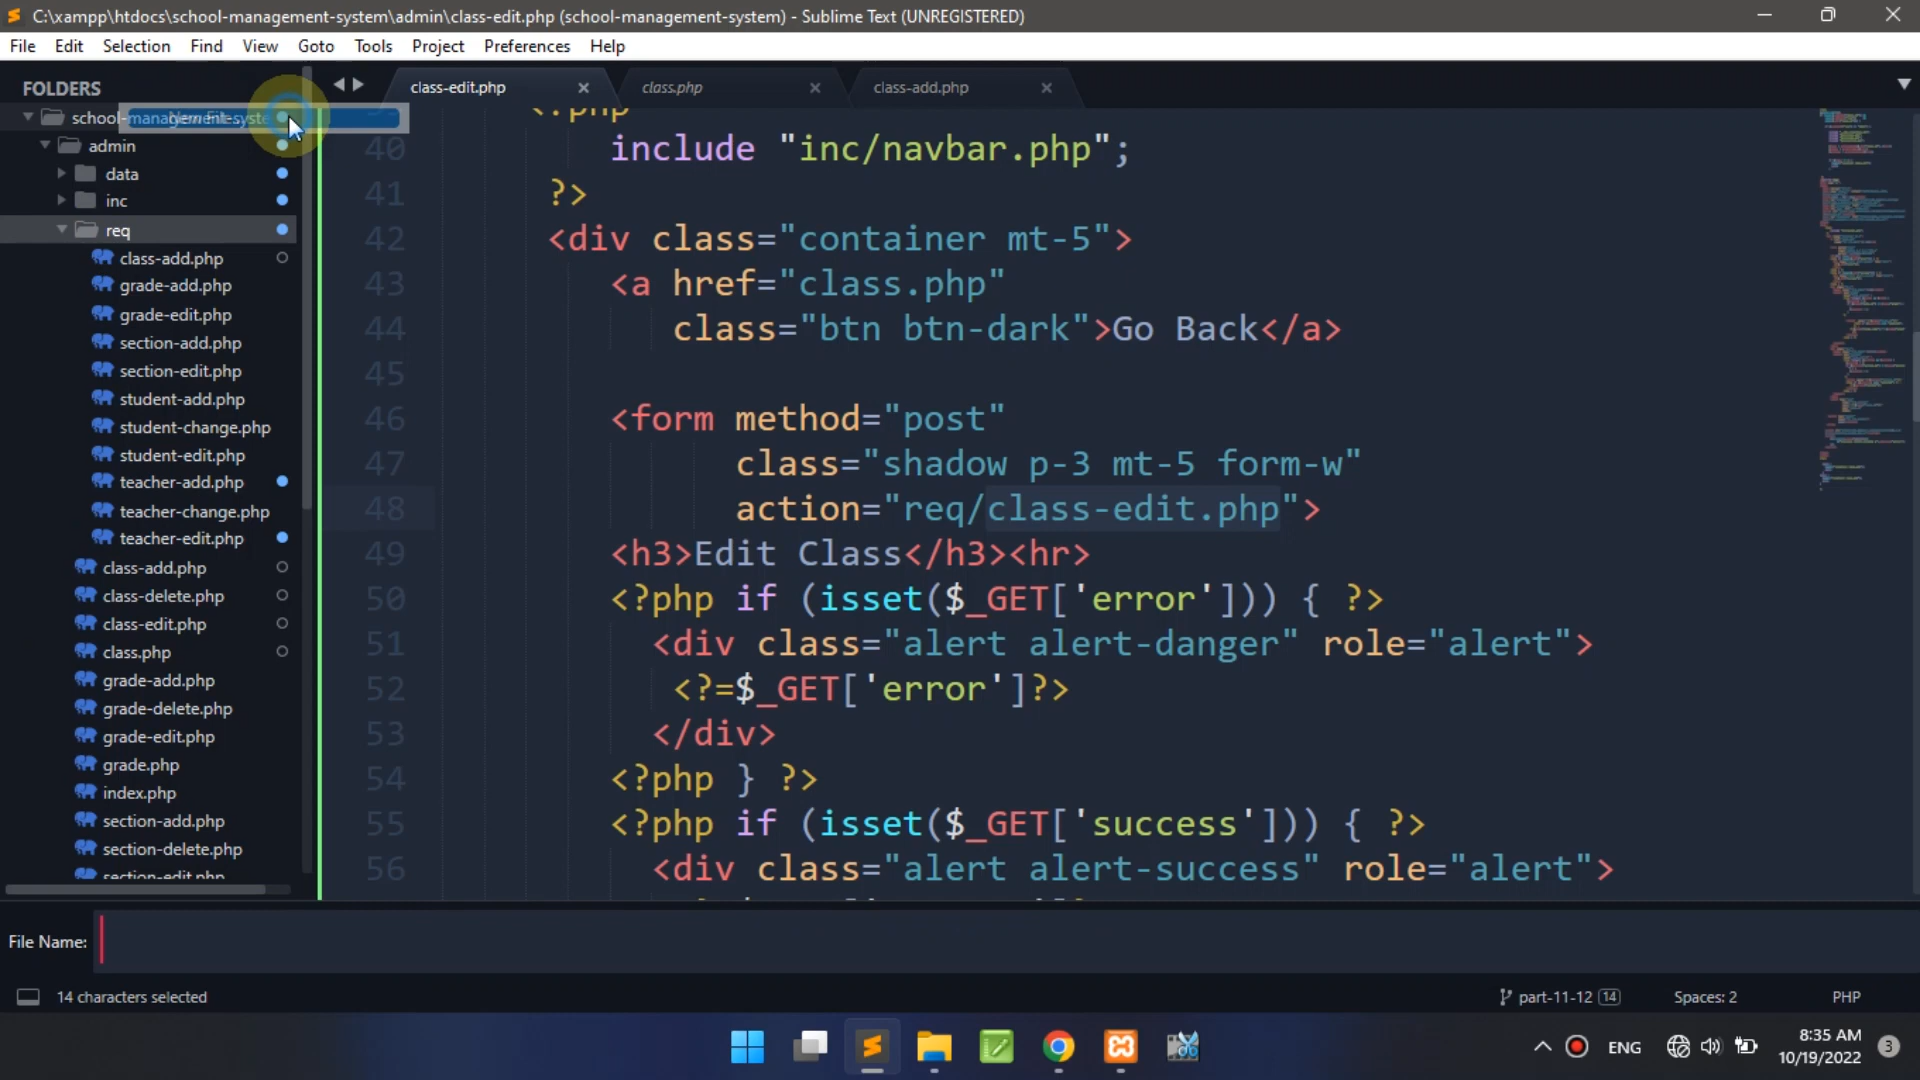 C:\xampp\htdocs\school-management-system\admin\class-edit.php (school-management-system) - Sublime Text (UNREGISTERED)
File Edit Selection Find View Goto Tools Project Preferences Help
FOLDERS
class-edit.php
class.php
class-add.php
school-management-syste
admin
data
inc
req
class-add.php
grade-add.php
grade-edit.php
section-add.php
section-edit.php
student-add.php
student-change.php
student-edit.php
teacher-add.php
teacher-change.php
teacher-edit.php
class-add.php
class-delete.php
class-edit.php
class.php
grade-add.php
grade-delete.php
grade-edit.php
grade.php
index.php
section-add.php
section-delete.php
section-edit.php
<?php
40 include "inc/navbar.php";
41 ?>
42 <div class="container mt-5">
43 <a href="class.php"
44 class="btn btn-dark">Go Back</a>
45
46 <form method="post"
47 class="shadow p-3 mt-5 form-w"
48 action="req/class-edit.php">
49 <h3>Edit Class</h3><hr>
50 <?php if (isset($_GET['error'])) { ?>
51 <div class="alert alert-danger" role="alert">
52 <?=$_GET['error']?>
53 </div>
54 <?php } ?>
55 <?php if (isset($_GET['success'])) { ?>
56 <div class="alert alert-success" role="alert">
File Name:
14 characters selected
part-11-12 14
Spaces: 2
PHP
ENG
8:35 AM
10/19/2022
3